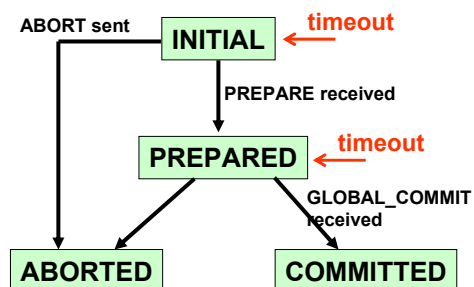 ABORT sent
timeout
INITIAL
PREPARE received
timeout
PREPARED
GLOBAL_COMMIT
received
ABORTED
COMMITTED